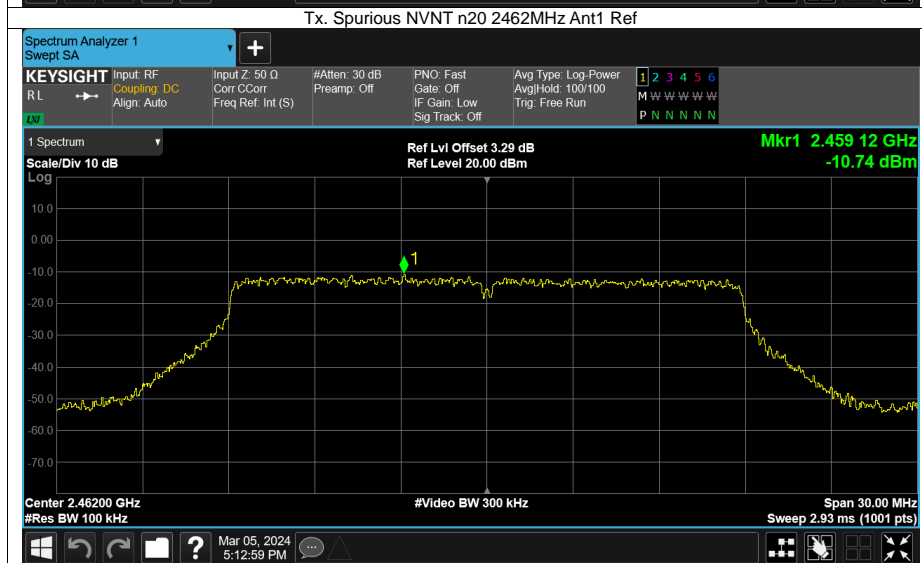 Tx. Spurious NVNT n20 2462MHz Ant1 Ref
Spectrum Analyzer 1
Swept SA
▼
+
KEYSIGHT
R L
LXI
Input: RF
Coupling: DC
Align: Auto
Input Z: 50 Ω
Corr CCorr
Freq Ref: Int (S)
#Atten: 30 dB
Preamp: Off
PNO: Fast
Gate: Off
IF Gain: Low
Sig Track: Off
Avg Type: Log-Power
Avg|Hold: 100/100
Trig: Free Run
1 2 3 4 5 6
M W W W W W
P N N N N N
1 Spectrum ▼
Scale/Div 10 dB
Log
Ref Lvl Offset 3.29 dB
Ref Level 20.00 dBm
Mkr1 2.459 12 GHz
-10.74 dBm
10.0
0.00
-10.0
-20.0
-30.0
-40.0
-50.0
-60.0
-70.0
1
Center 2.46200 GHz
#Res BW 100 kHz
#Video BW 300 kHz
Span 30.00 MHz
Sweep 2.93 ms (1001 pts)
?
Mar 05, 2024
5:12:59 PM